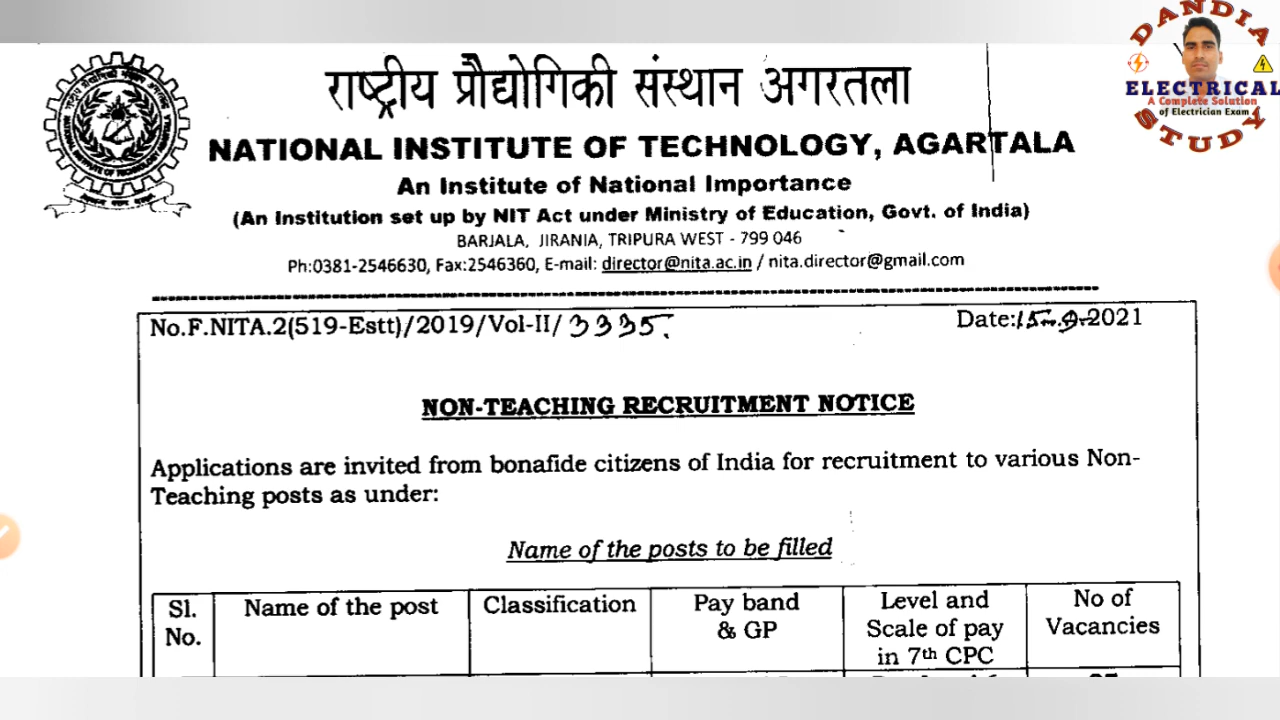 DANDIA
ELECTRICAL
A Complete Solution
of Electrician Exam
STUDY
राष्ट्रीय प्रौद्योगिकी संस्थान अगरतला
NATIONAL INSTITUTE OF TECHNOLOGY, AGARTALA
An Institute of National Importance
(An Institution set up by NIT Act under Ministry of Education, Govt. of India)
BARJALA, JIRANIA, TRIPURA WEST - 799 046
Ph:0381-2546630, Fax:2546360, E-mail: director@nita.ac.in / nita.director@gmail.com
No.F.NITA.2(519-Estt)/2019/Vol-II/3335. Date:15.9.2021
NON-TEACHING RECRUITMENT NOTICE
Applications are invited from bonafide citizens of India for recruitment to various Non-
Teaching posts as under:
Name of the posts to be filled
Sl. No.
Name of the post
Classification
Pay band
& GP
Level and
Scale of pay
in 7th CPC
No of
Vacancies